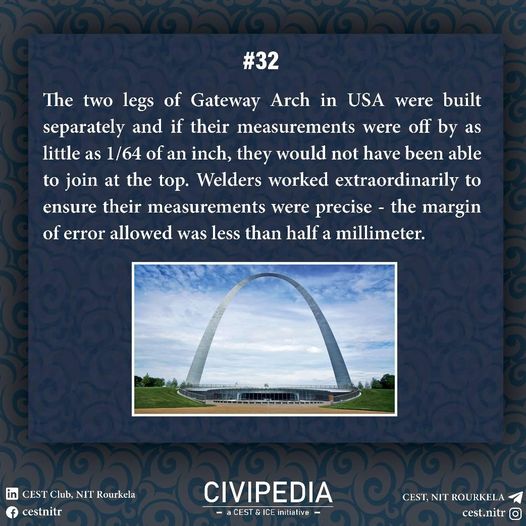 #32
The two legs of Gateway Arch in USA were built
separately and if their measurements were off by as
little as 1/64 of an inch, they would not have been able
to join at the top. Welders worked extraordinarily to
ensure their measurements were precise - the margin
of error allowed was less than half a millimeter.
CEST Club, NIT Rourkela
cestnitr
CIVIPEDIA
- a CEST & ICE initiative -
CEST, NIT ROURKELA
cest.nitr